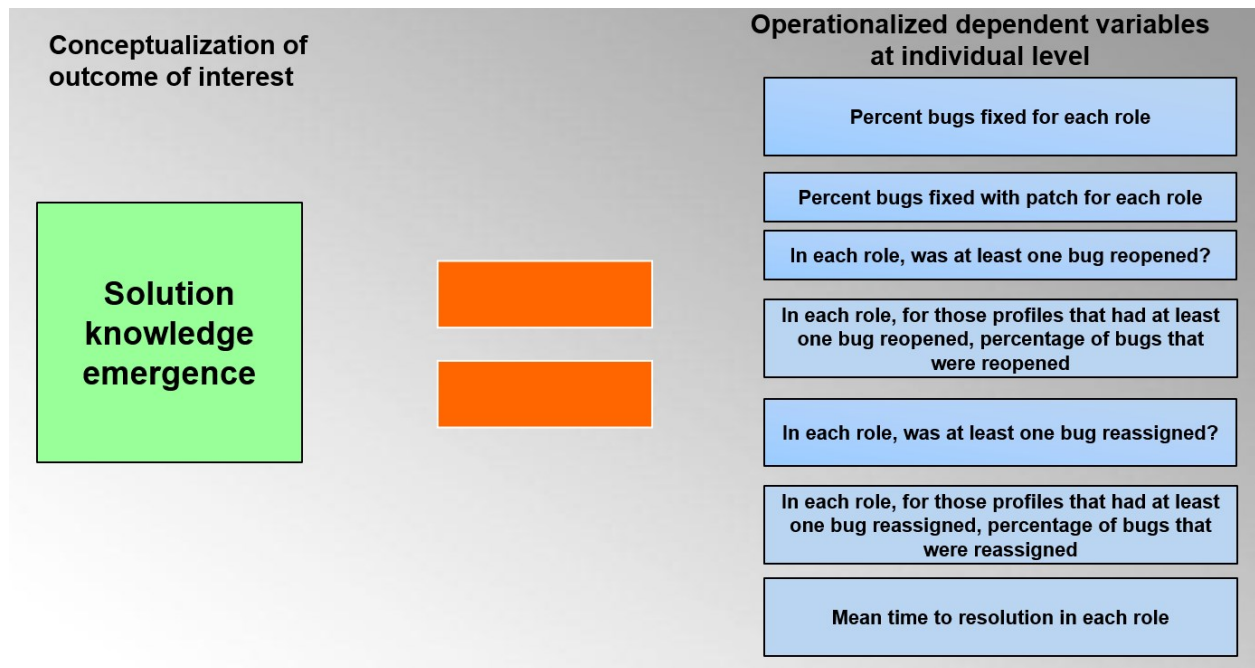 Conceptualization of
outcome of interest
Solution
knowledge
emergence
Operationalized dependent variables
at individual level
Percent bugs fixed for each role
Percent bugs fixed with patch for each role
In each role, was at least one bug reopened?
In each role, for those profiles that had at least
one bug reopened, percentage of bugs that
were reopened
In each role, was at least one bug reassigned?
In each role, for those profiles that had at least
one bug reassigned, percentage of bugs that
were reassigned
Mean time to resolution in each role